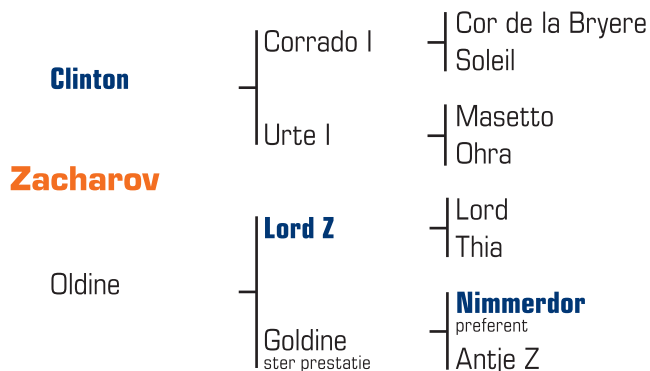 Cor de la Bryere
Corrado I
Soleil
Clinton
Masetto
Urte I
Ohra
Zacharov
Lord
Lord Z
Thia
Oldine
Nimmerdor
preferent
Goldine
ster prestatie
Antje Z